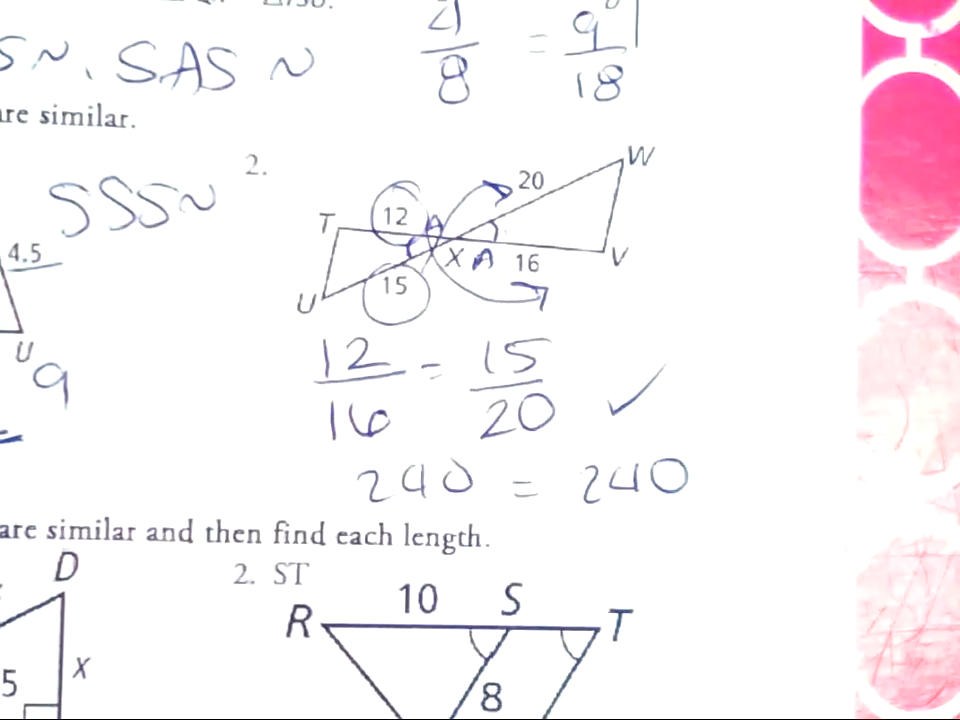 4/8 = 9/18
S~. SAS ~
are similar.
SSS~
2.
W
20
T 12 A
X A 16 V
4.5
15
U
U
9
12/16 = 15/20 ✓
240 = 240
are similar and then find each length.
D
2. ST
R 10 S T
X
5
8